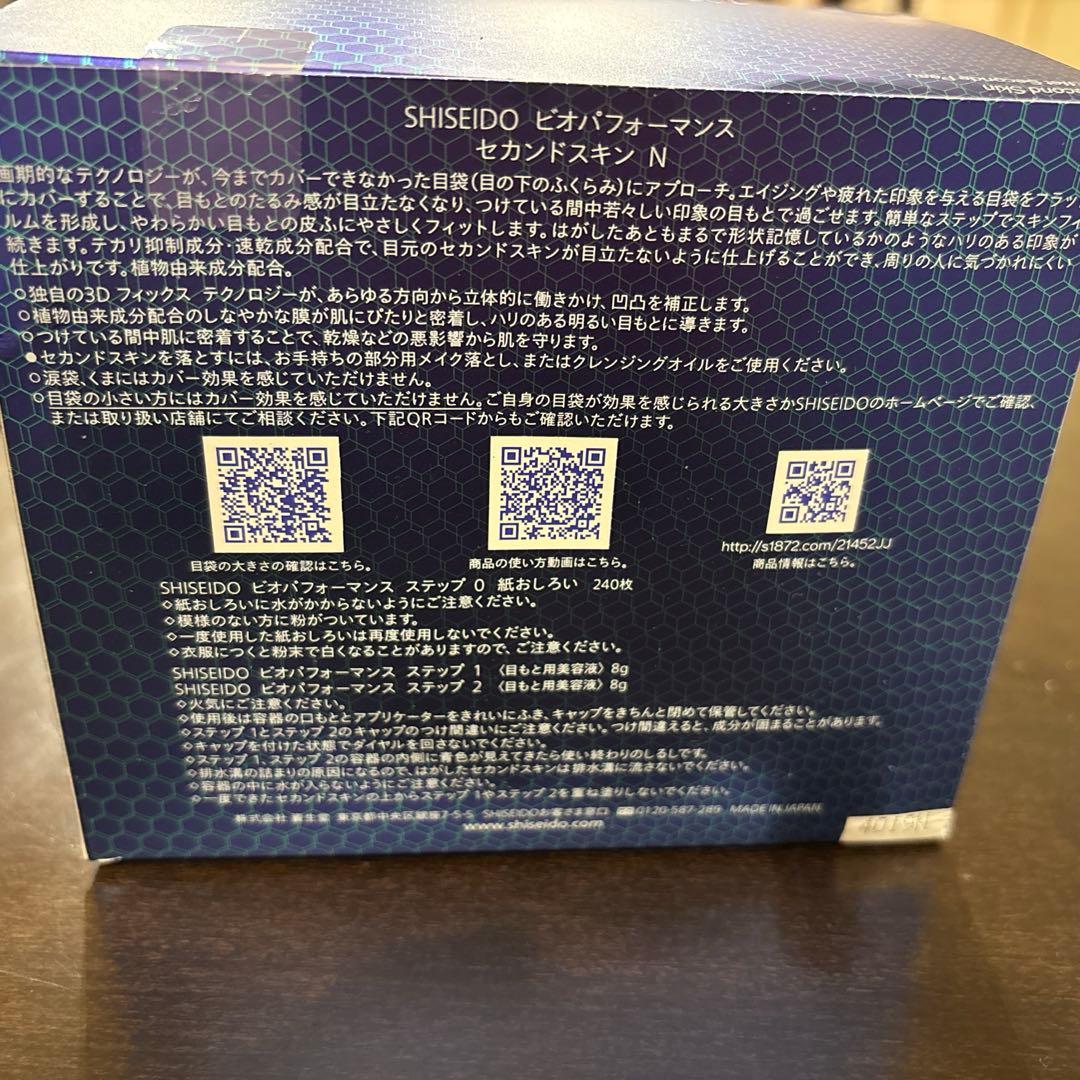 SHISEIDO ビオパフォーマンス
セカンドスキン N
画期的なテクノロジーが、今までカバーできなかった目袋(目の下のふくらみ)にアプローチ。エイジングや疲れた印象を与える目袋をフラッ
にカバーすることで、目もとのたるみ感が目立たなくなり、つけている間中若々しい印象の目もとで過ごせます。簡単なステップでスキンフィ
ルムを形成し、やわらかい目もとの皮ふにやさしくフィットします。はがしたあともまるで形状記憶しているかのようなハリのある印象が
続きます。テカリ抑制成分・速乾成分配合で、目元のセカンドスキンが目立たないように仕上げることができ、周りの人に気づかれにくい
仕上がりです。植物由来成分配合。
○独自の3D フィックス テクノロジーが、あらゆる方向から立体的に働きかけ、凹凸を補正します。
○植物由来成分配合のしなやかな膜が肌にぴたりと密着し、ハリのある明るい目もとに導きます。
○つけている間中肌に密着することで、乾燥などの悪影響から肌を守ります。
●セカンドスキンを落とすには、お手持ちの部分用メイク落とし、またはクレンジングオイルをご使用ください。
○涙袋、くまにはカバー効果を感じていただけません。
○目袋の小さい方にはカバー効果を感じていただけません。ご自身の目袋が効果を感じられる大きさかSHISEIDOのホームページでご確認、
または取り扱い店舗にてご相談ください。下記QRコードからもご確認いただけます。
目袋の大きさの確認はこちら。
商品の使い方動画はこちら。
http://s1872.com/21452JJ
商品情報はこちら。
SHISEIDO ビオパフォーマンス ステップ 0 紙おしろい 240枚
◇紙おしろいに水がかからないようにご注意ください。
◇模様のない方に粉がついています。
◇一度使用した紙おしろいは再度使用しないでください。
◇衣服につくと粉末で白くなることがありますので、ご注意ください。
SHISEIDO ビオパフォーマンス ステップ 1 〈目もと用美容液〉8g
SHISEIDO ビオパフォーマンス ステップ 2 〈目もと用美容液〉8g
◇火気にご注意ください。
◇使用後は容器の口もととアプリケーターをきれいにふき、キャップをきちんと閉めて保管してください。
◇ステップ 1とステップ 2のキャップのつけ間違いにご注意ください。つけ間違えると、成分が固まることがあります。
◇キャップを付けた状態でダイヤルを回さないでください。
◇ステップ 1、ステップ 2の容器の内側に青色が見えてきたら使い終わりのしるしです。
◇排水溝の詰まりの原因になるので、はがしたセカンドスキンは排水溝に流さないでください。
◇容器の中に水が入らないようにご注意ください。
◇一度できたセカンドスキンの上からステップ 1やステップ 2を重ね塗りしないでください。
株式会社 資生堂 東京都中央区銀座7-5-5 SHISEIDOお客さま窓口 0120-587-289 MADE IN JAPAN
www.shiseido.com